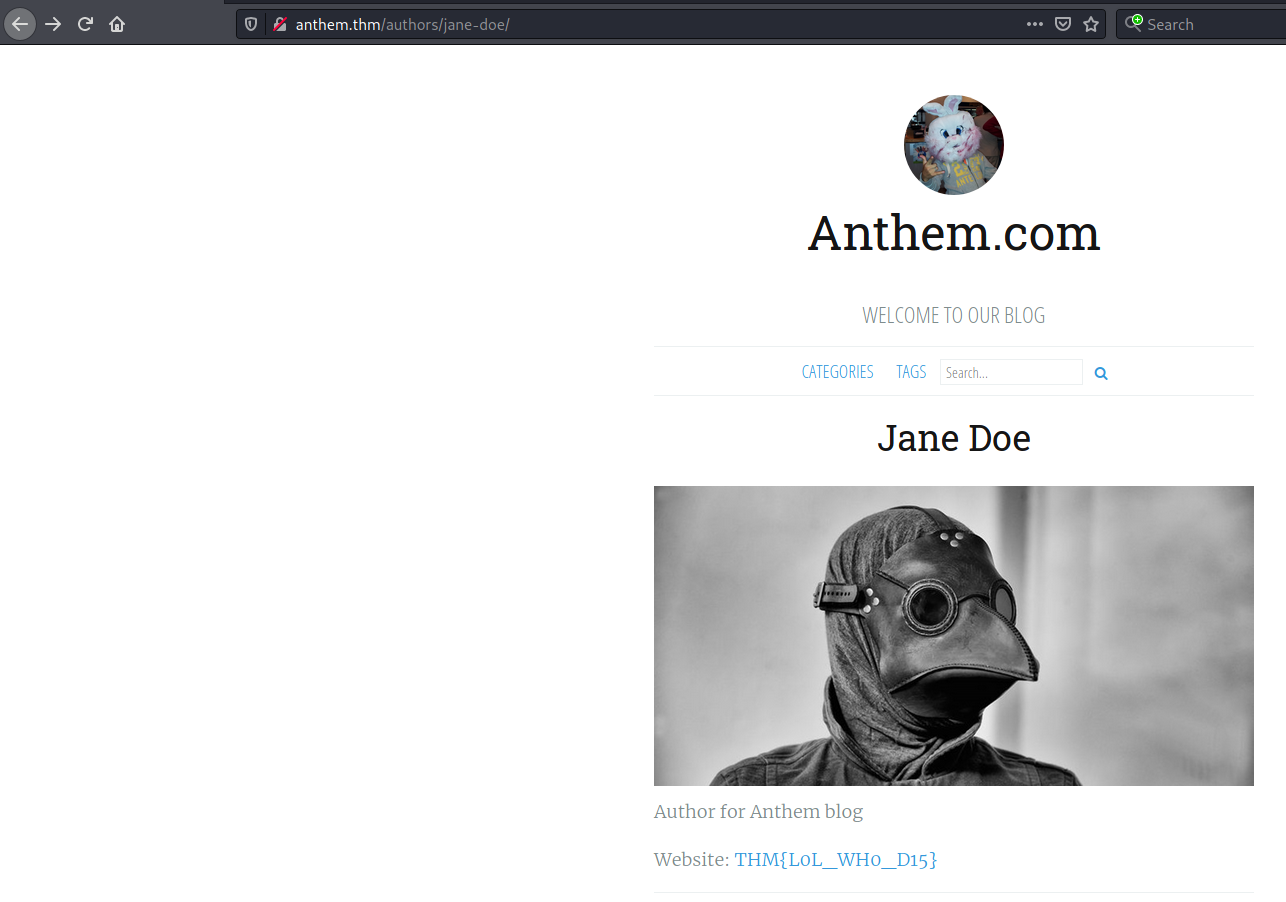 anthem.thm/authors/jane-doe/
Search
Anthem.com
WELCOME TO OUR BLOG
CATEGORIES TAGS Search...
Jane Doe
Author for Anthem blog
Website: THM{L0L_WH0_D15}